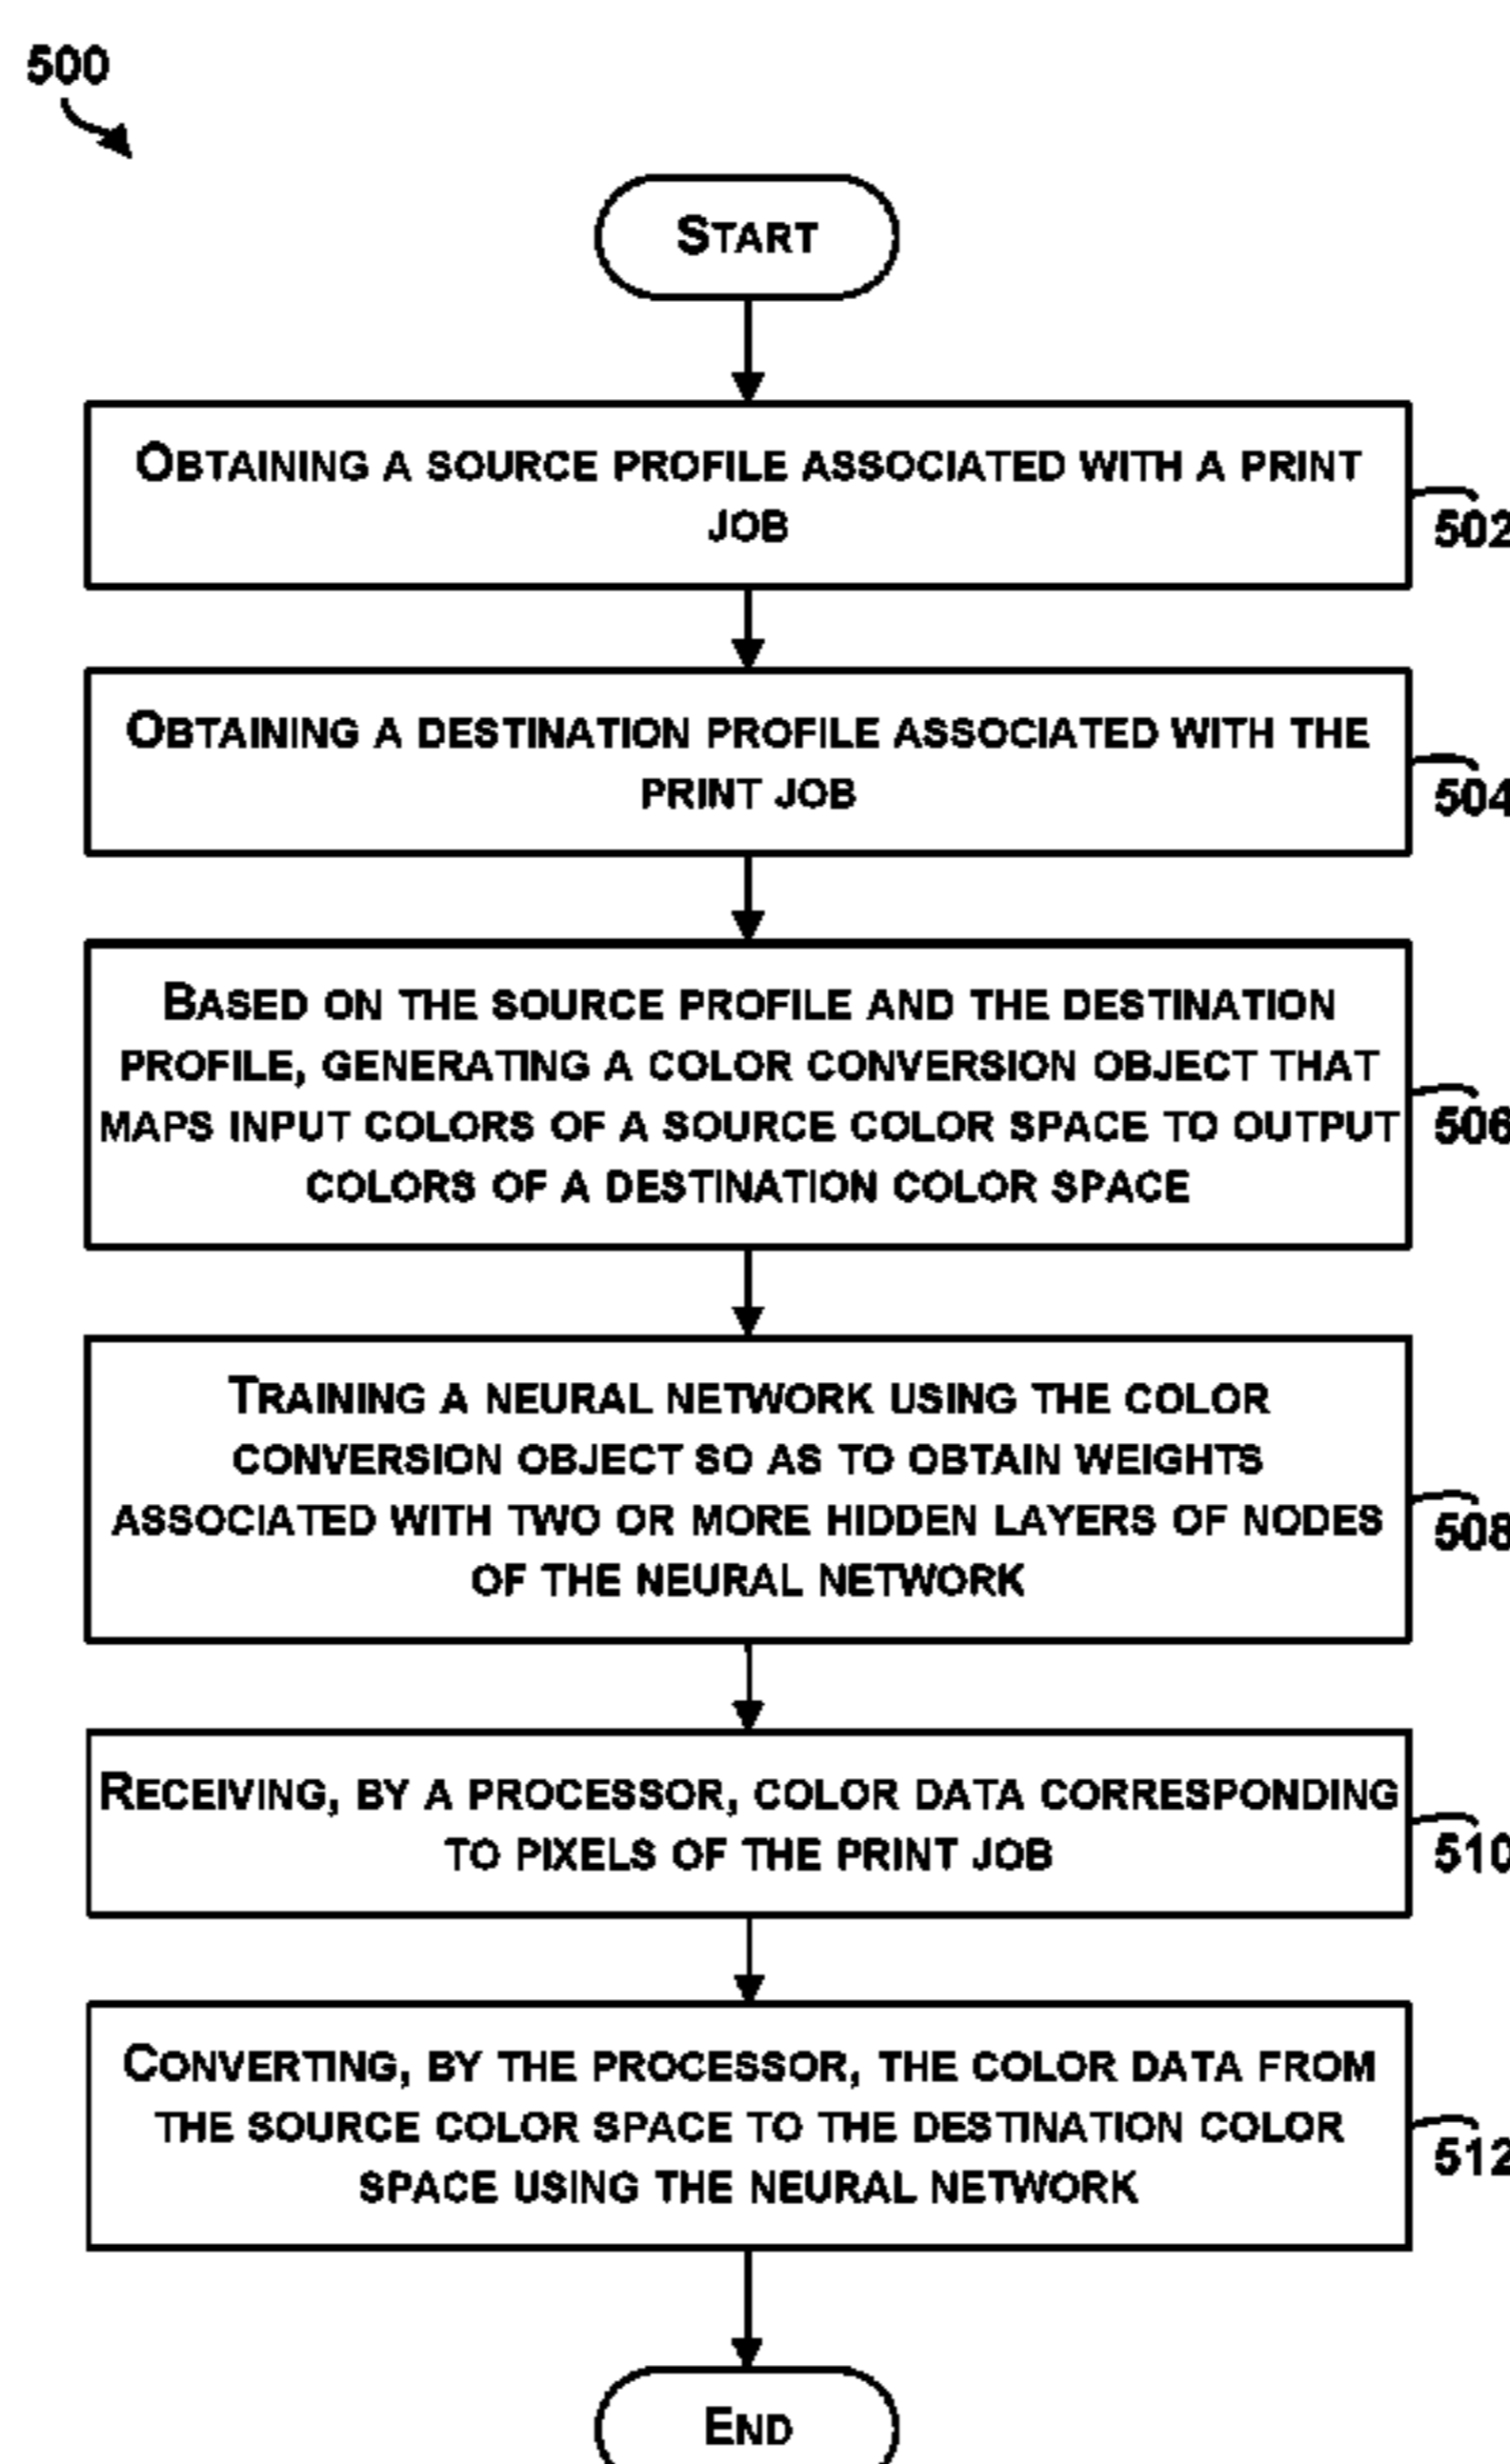 500
START
OBTAINING A SOURCE PROFILE ASSOCIATED WITH A PRINT
JOB
502
OBTAINING A DESTINATION PROFILE ASSOCIATED WITH THE
PRINT JOB
504
BASED ON THE SOURCE PROFILE AND THE DESTINATION
PROFILE, GENERATING A COLOR CONVERSION OBJECT THAT
MAPS INPUT COLORS OF A SOURCE COLOR SPACE TO OUTPUT
COLORS OF A DESTINATION COLOR SPACE
506
TRAINING A NEURAL NETWORK USING THE COLOR
CONVERSION OBJECT SO AS TO OBTAIN WEIGHTS
ASSOCIATED WITH TWO OR MORE HIDDEN LAYERS OF NODES
OF THE NEURAL NETWORK
508
RECEIVING, BY A PROCESSOR, COLOR DATA CORRESPONDING
TO PIXELS OF THE PRINT JOB
510
CONVERTING, BY THE PROCESSOR, THE COLOR DATA FROM
THE SOURCE COLOR SPACE TO THE DESTINATION COLOR
SPACE USING THE NEURAL NETWORK
512
END